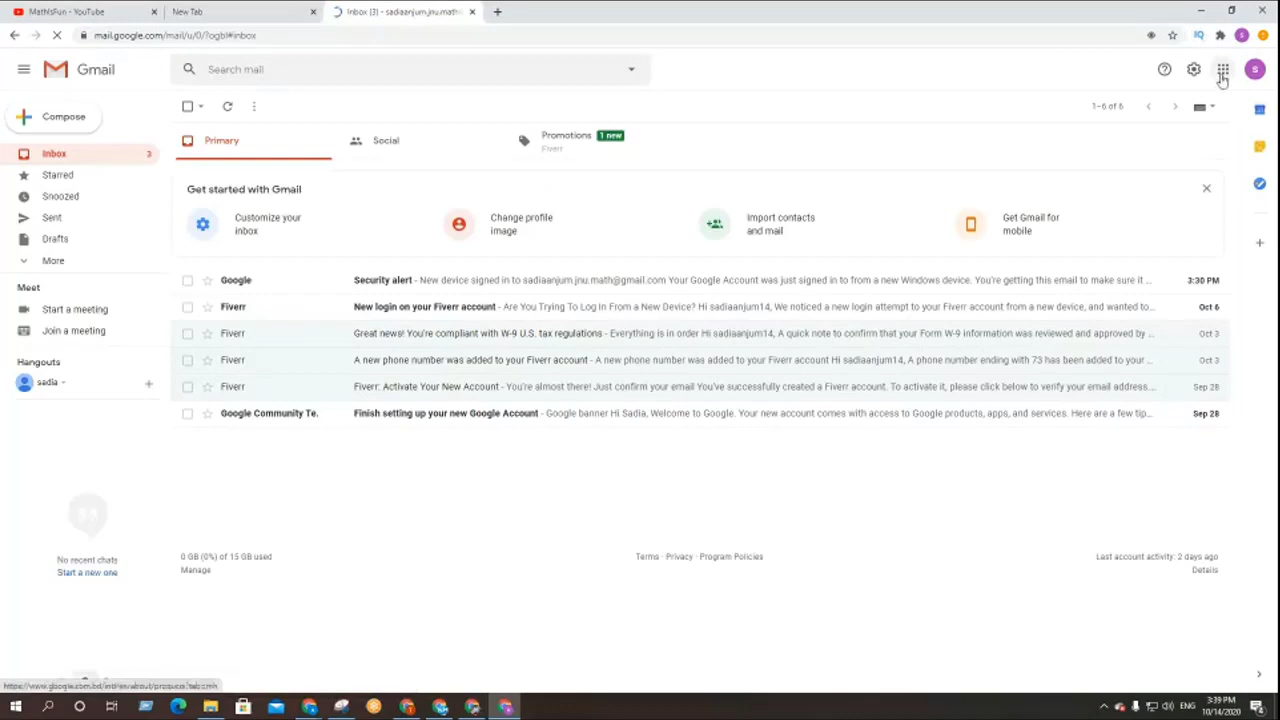 MathIsFun - YouTube
New Tab
Inbox (3) - sadiaanjum.jnu.math
mail.google.com/mail/u/0/?ogbl#inbox
Gmail
Search mail
S
Compose
1–6 of 6
Primary
Social
Promotions 1 new
Fiverr
Inbox 3
Starred
Snoozed
Sent
Drafts
More
Get started with Gmail
Customize your inbox
Change profile image
Import contacts and mail
Get Gmail for mobile
Google Security alert - New device signed in to sadiaanjum.jnu.math@gmail.com Your Google Account was just signed in to from a new Windows device. You're getting this email to make sure it ... 3:30 PM
Fiverr New login on your Fiverr account - Are You Trying To Log In From a New Device? Hi sadiaanjum14, We noticed a new login attempt to your Fiverr account from a new device, and wanted to... Oct 6
Fiverr Great news! You're compliant with W-9 U.S. tax regulations - Everything is in order Hi sadiaanjum14, A quick note to confirm that your Form W-9 information was reviewed and approved by ... Oct 3
Fiverr A new phone number was added to your Fiverr account - A new phone number was added to your Fiverr account Hi sadiaanjum14, A phone number ending with 73 has been added to your ... Oct 3
Fiverr Fiverr: Activate Your New Account - You're almost there! Just confirm your email You've successfully created a Fiverr account. To activate it, please click below to verify your email address... Sep 28
Google Community Te. Finish setting up your new Google Account - Google banner Hi Sadia, Welcome to Google. Your new account comes with access to Google products, apps, and services. Here are a few tip... Sep 28
Meet
Start a meeting
Join a meeting
Hangouts
sadia
No recent chats
Start a new one
0 GB (0%) of 15 GB used
Manage
Terms · Privacy · Program Policies
Last account activity: 2 days ago
Details
ENG
3:39 PM
10/14/2020